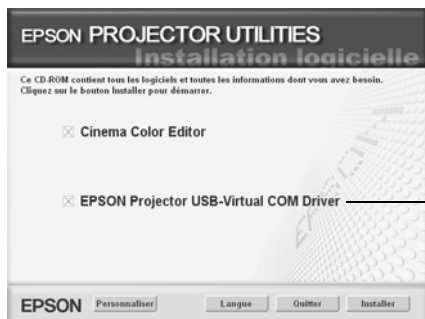 EPSON PROJECTOR UTILITIES
Installation logicielle
Ce CD-ROM contient tous les logiciels et toutes les informations dont vous avez besoin.
Cliquez sur le bouton Installer pour démarrer.
Cinema Color Editor
EPSON Projector USB-Virtual COM Driver
EPSON Personnaliser Langue Quitter Installer